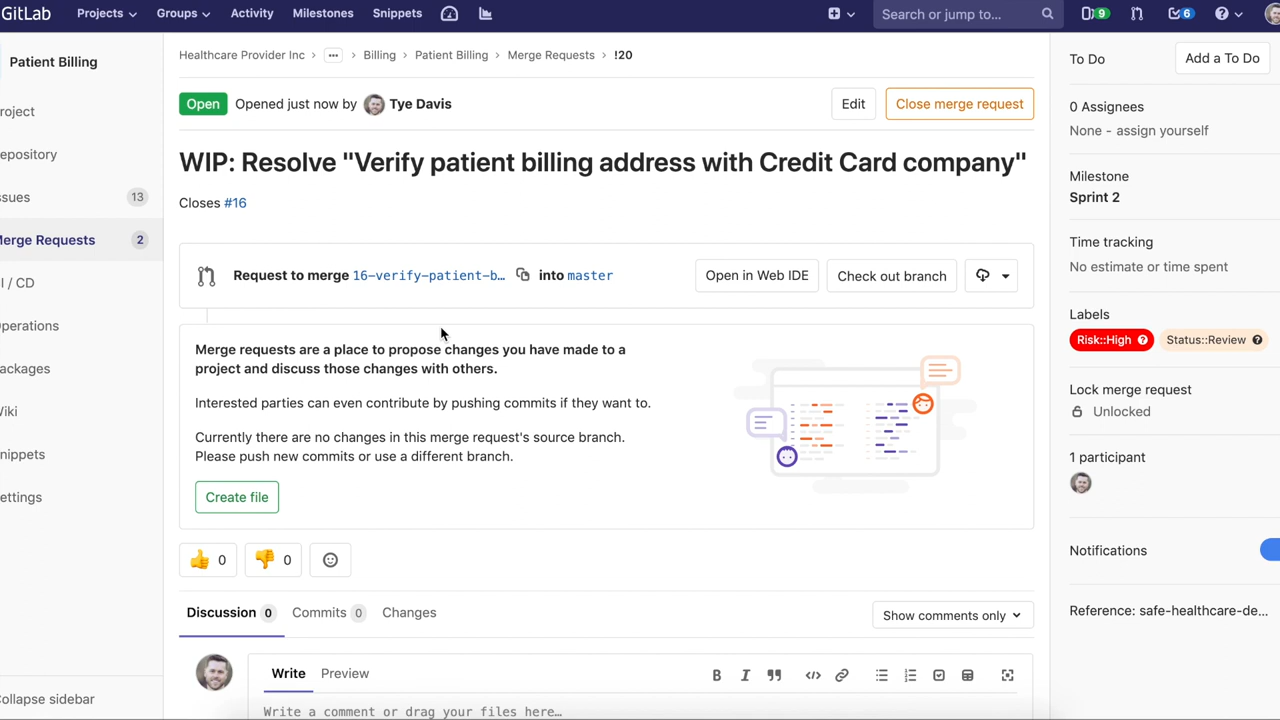 GitLab Projects Groups Activity Milestones Snippets Search or jump to... 9 6
Patient Billing
roject
epository
ssues 13
Merge Requests 2
I / CD
perations
ackages
iki
nippets
ettings
ollapse sidebar
Healthcare Provider Inc › ••• › Billing › Patient Billing › Merge Requests › !20
Open Opened just now by Tye Davis Edit Close merge request
WIP: Resolve "Verify patient billing address with Credit Card company"
Closes #16
Request to merge 16-verify-patient-b… into master Open in Web IDE Check out branch
Merge requests are a place to propose changes you have made to a
project and discuss those changes with others.
Interested parties can even contribute by pushing commits if they want to.
Currently there are no changes in this merge request's source branch.
Please push new commits or use a different branch.
Create file
0 0
Discussion 0 Commits 0 Changes Show comments only
Write Preview
Write a comment or drag your files here…
To Do Add a To Do
0 Assignees
None - assign yourself
Milestone
Sprint 2
Time tracking
No estimate or time spent
Labels
Risk::High Status::Review
Lock merge request
Unlocked
1 participant
Notifications
Reference: safe-healthcare-de...